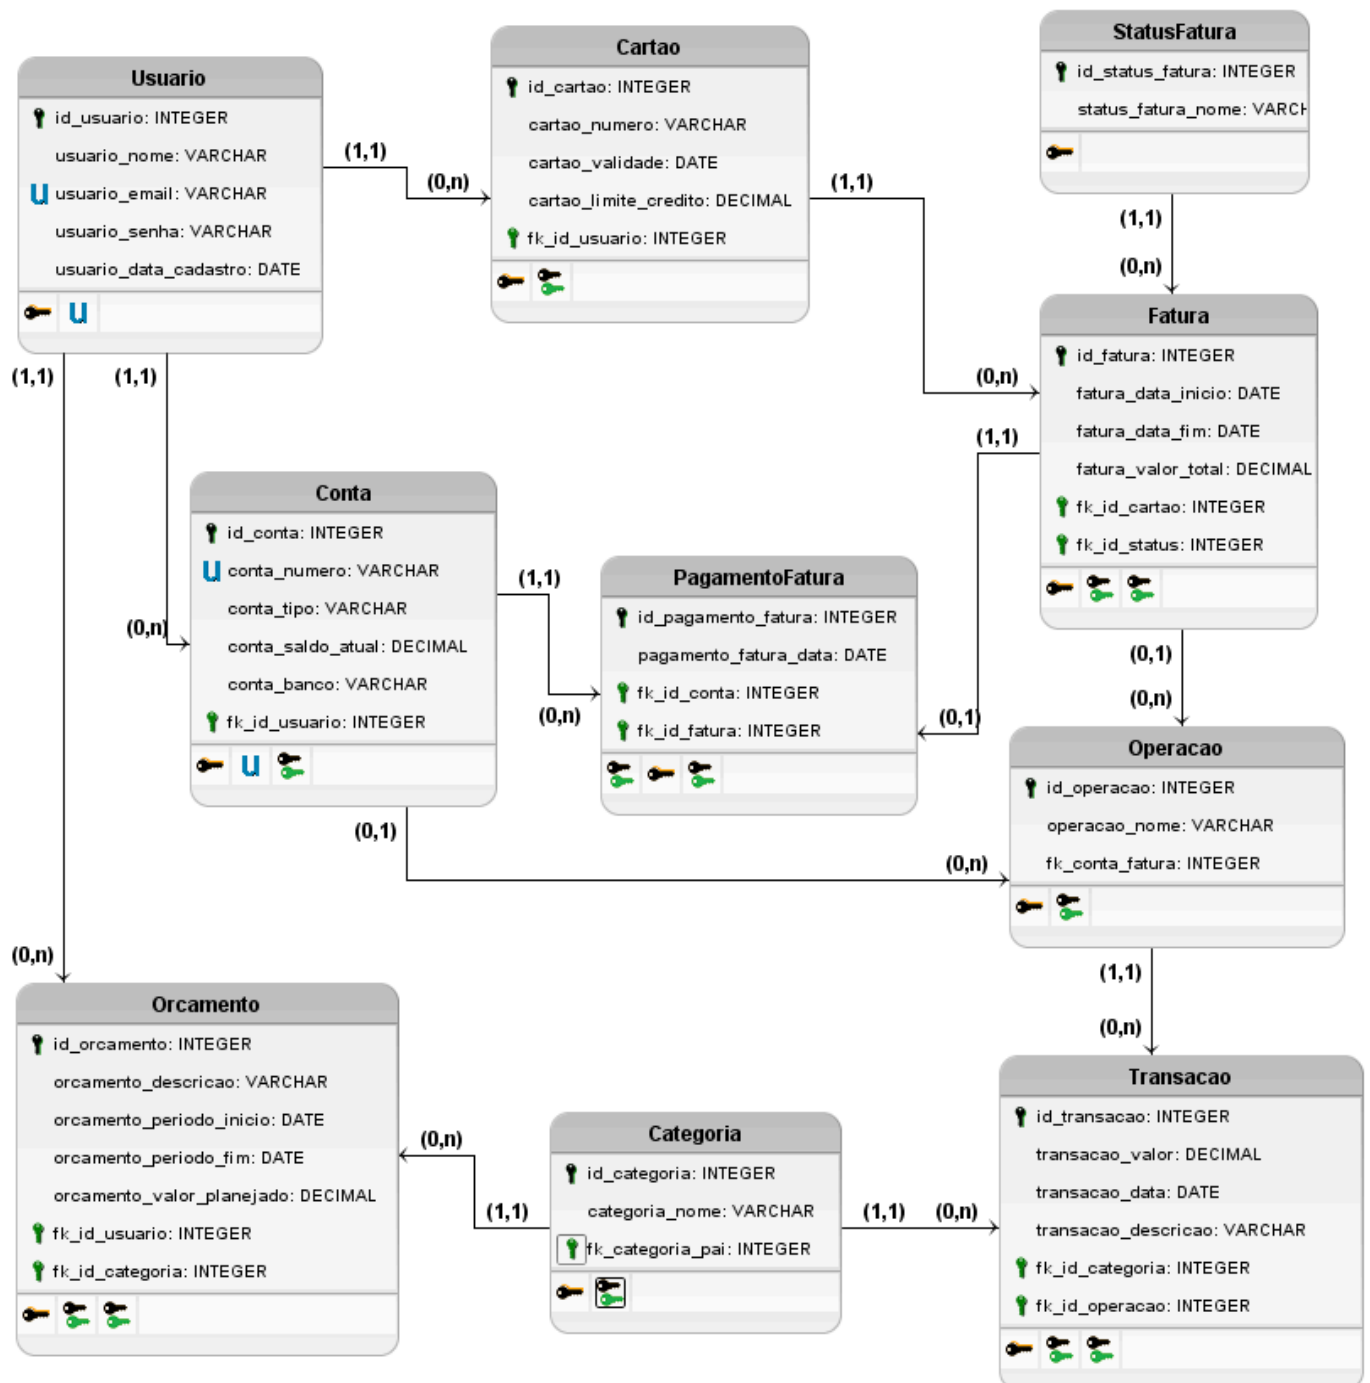 Usuario
id_usuario: INTEGER
usuario_nome: VARCHAR
u usuario_email: VARCHAR
usuario_senha: VARCHAR
usuario_data_cadastro: DATE
u
(1,1)
(0,n)
Cartao
id_cartao: INTEGER
cartao_numero: VARCHAR
cartao_validade: DATE
cartao_limite_credito: DECIMAL
fk_id_usuario: INTEGER
(1,1)
(0,n)
StatusFatura
id_status_fatura: INTEGER
status_fatura_nome: VARCH
(1,1)
(0,n)
Fatura
id_fatura: INTEGER
fatura_data_inicio: DATE
fatura_data_fim: DATE
fatura_valor_total: DECIMAL
fk_id_cartao: INTEGER
fk_id_status: INTEGER
(1,1)
(0,1)
(1,1)
(1,1)
(0,n)
Conta
id_conta: INTEGER
u conta_numero: VARCHAR
conta_tipo: VARCHAR
conta_saldo_atual: DECIMAL
conta_banco: VARCHAR
fk_id_usuario: INTEGER
u
(1,1)
(0,n)
PagamentoFatura
id_pagamento_fatura: INTEGER
pagamento_fatura_data: DATE
fk_id_conta: INTEGER
fk_id_fatura: INTEGER
(0,1)
(0,n)
Operacao
id_operacao: INTEGER
operacao_nome: VARCHAR
fk_conta_fatura: INTEGER
(0,1)
(0,n)
(1,1)
(0,n)
(0,n)
Orcamento
id_orcamento: INTEGER
orcamento_descricao: VARCHAR
orcamento_periodo_inicio: DATE
orcamento_periodo_fim: DATE
orcamento_valor_planejado: DECIMAL
fk_id_usuario: INTEGER
fk_id_categoria: INTEGER
(0,n)
(1,1)
Categoria
id_categoria: INTEGER
categoria_nome: VARCHAR
fk_categoria_pai: INTEGER
(1,1)
(0,n)
Transacao
id_transacao: INTEGER
transacao_valor: DECIMAL
transacao_data: DATE
transacao_descricao: VARCHAR
fk_id_categoria: INTEGER
fk_id_operacao: INTEGER